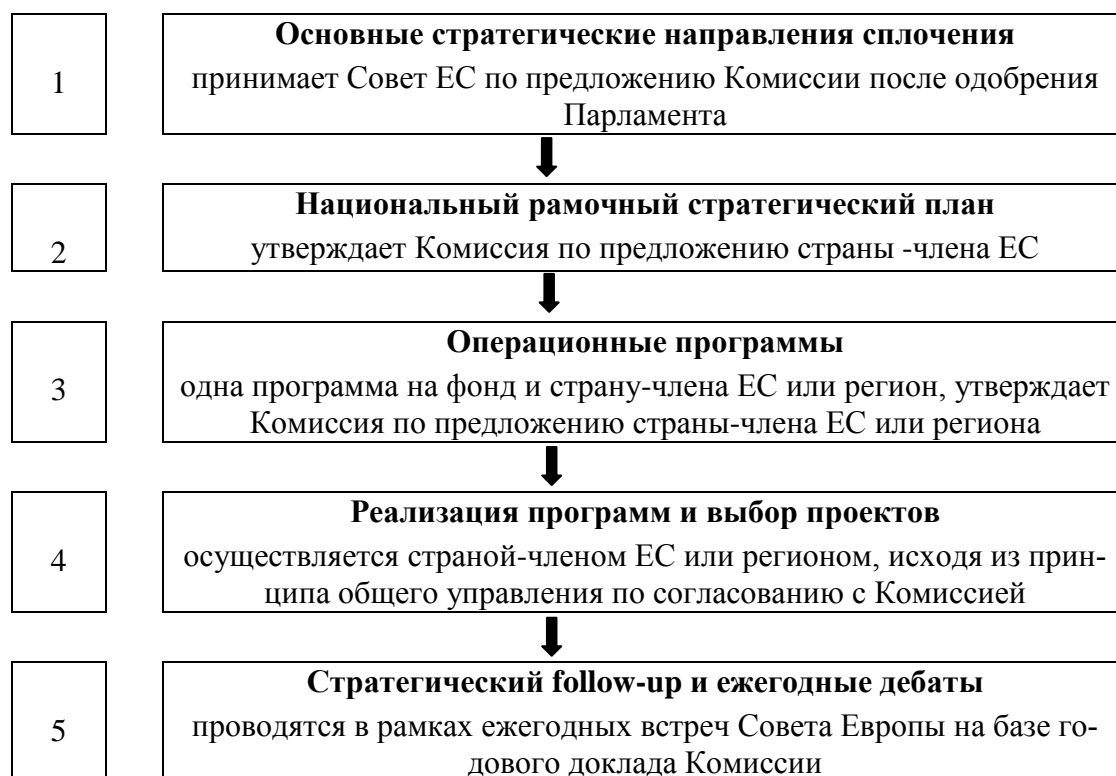 1
Основные стратегические направления сплочения
принимает Совет ЕС по предложению Комиссии после одобрения
Парламента
2
Национальный рамочный стратегический план
утверждает Комиссия по предложению страны -члена ЕС
3
Операционные программы
одна программа на фонд и страну-члена ЕС или регион, утверждает
Комиссия по предложению страны-члена ЕС или региона
4
Реализация программ и выбор проектов
осуществляется страной-членом ЕС или регионом, исходя из прин-
ципа общего управления по согласованию с Комиссией
5
Стратегический follow-up и ежегодные дебаты
проводятся в рамках ежегодных встреч Совета Европы на базе го-
дового доклада Комиссии